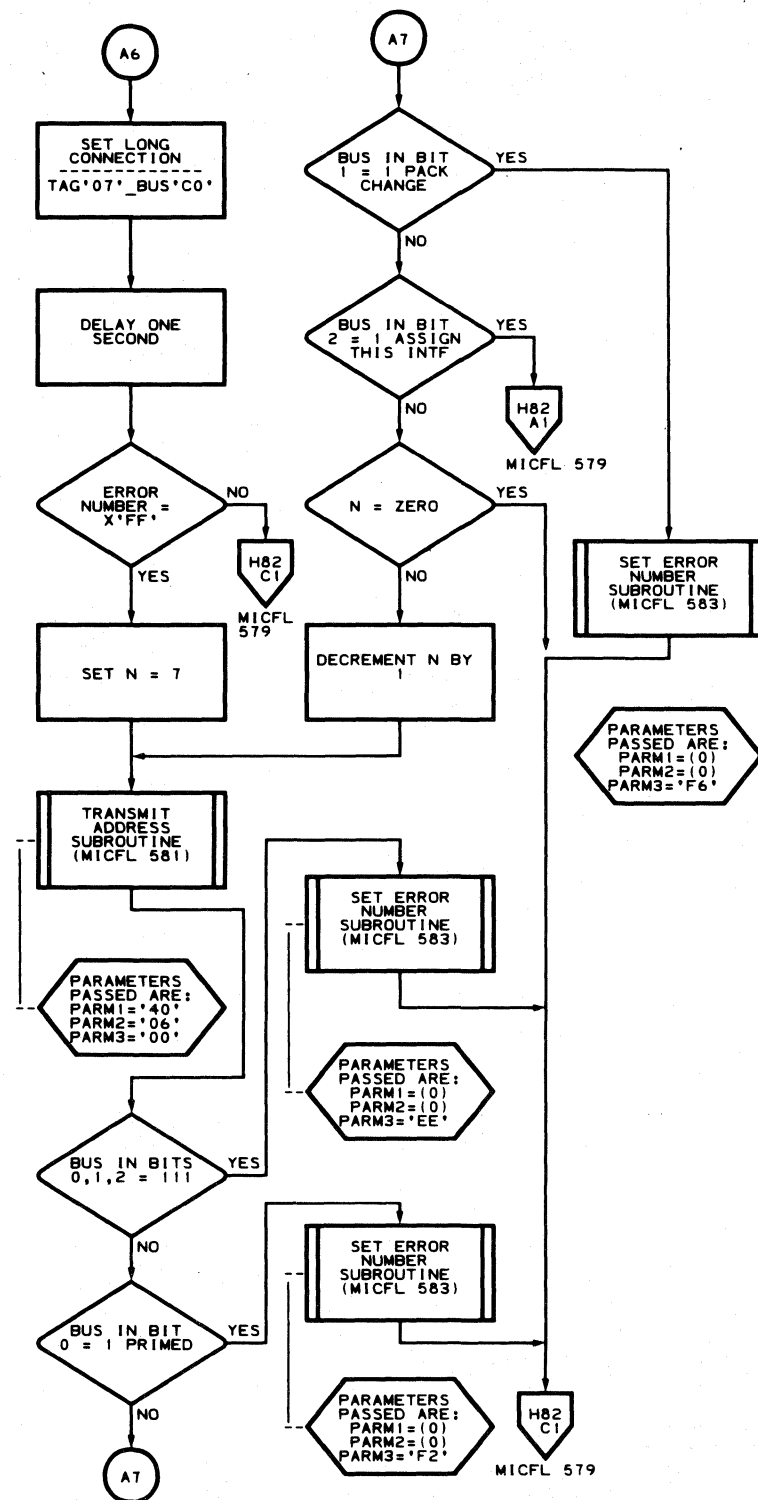 A6
SET LONG
CONNECTION
TAG'07'_BUS'C0'
DELAY ONE
SECOND
ERROR
NUMBER =
X'FF'
NO
YES
H82
C1
MICFL
579
SET N = 7
TRANSMIT
ADDRESS
SUBROUTINE
(MICFL 581)
PARAMETERS
PASSED ARE:
PARM1='40'
PARM2='06'
PARM3='00'
BUS IN BITS
0,1,2 = 111
YES
NO
BUS IN BIT
0 = 1 PRIMED
YES
NO
A7
A7
BUS IN BIT
1 = 1 PACK
CHANGE
YES
NO
BUS IN BIT
2 = 1 ASSIGN
THIS INTF
YES
NO
H82
A1
MICFL 579
N = ZERO
YES
NO
DECREMENT N BY
1
SET ERROR
NUMBER
SUBROUTINE
(MICFL 583)
PARAMETERS
PASSED ARE:
PARM1=(0)
PARM2=(0)
PARM3='EE'
SET ERROR
NUMBER
SUBROUTINE
(MICFL 583)
PARAMETERS
PASSED ARE:
PARM1=(0)
PARM2=(0)
PARM3='F2'
SET ERROR
NUMBER
SUBROUTINE
(MICFL 583)
PARAMETERS
PASSED ARE:
PARM1=(0)
PARM2=(0)
PARM3='F6'
H82
C1
MICFL 579